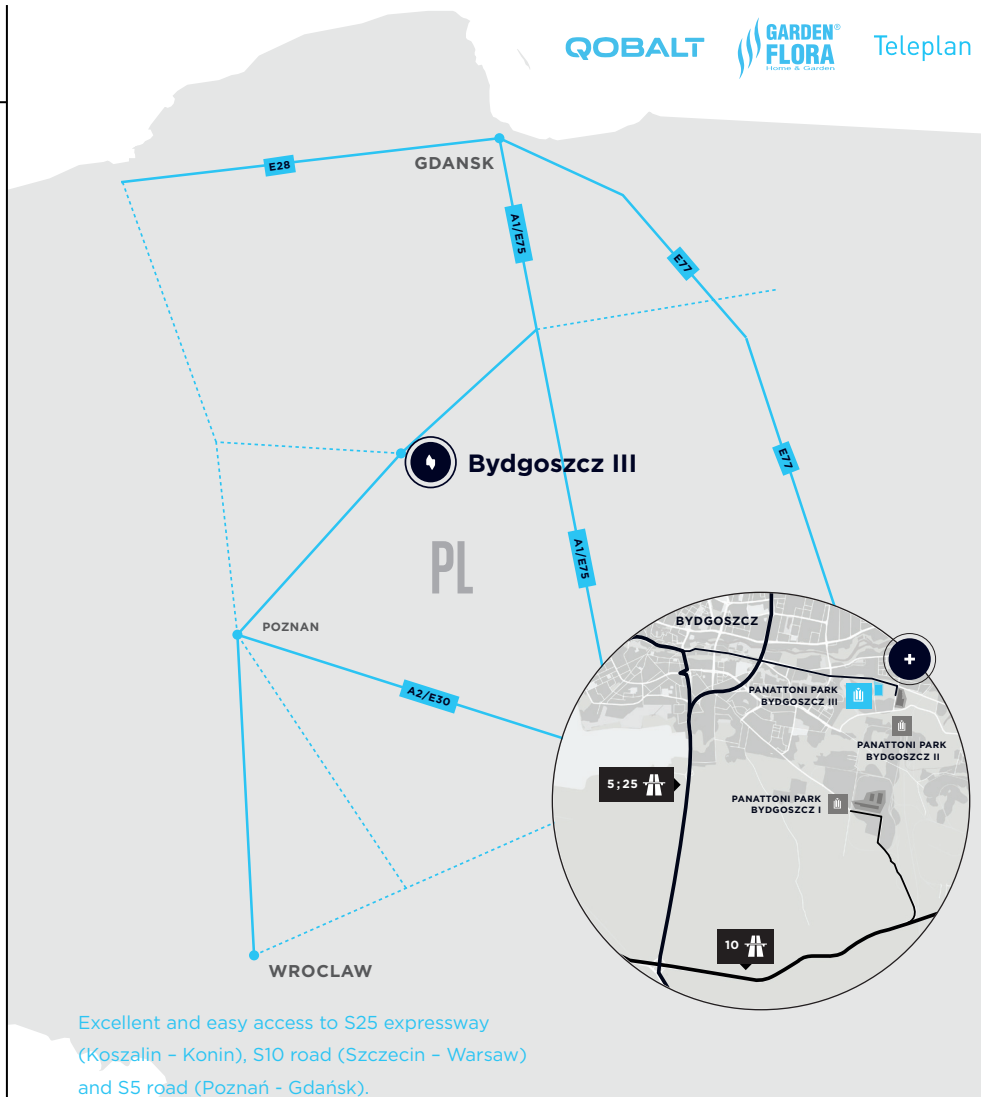 QOBALT
GARDEN®
FLORA
Home & Garden
Teleplan
E28
GDANSK
A1/E75
E77
E77
Bydgoszcz III
A1/E75
PL
POZNAN
A2/E30
BYDGOSZCZ
PANATTONI PARK
BYDGOSZCZ III
PANATTONI PARK
BYDGOSZCZ II
5;25
PANATTONI PARK
BYDGOSZCZ I
10
WROCLAW
Excellent and easy access to S25 expressway
(Koszalin – Konin), S10 road (Szczecin – Warsaw)
and S5 road (Poznań - Gdańsk).